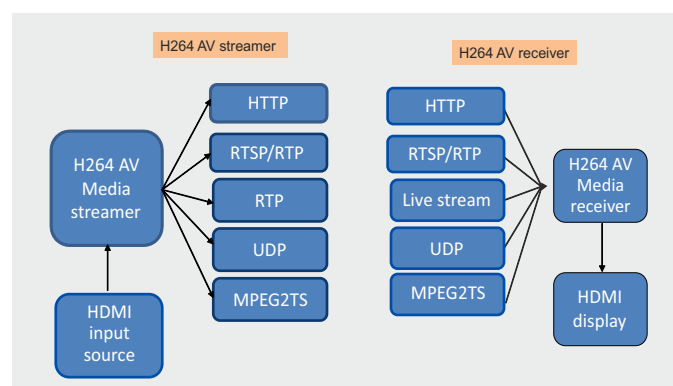 H264 AV streamer
H264 AV receiver
HTTP
RTSP/RTP
RTP
UDP
MPEG2TS
H264 AV
Media
streamer
HDMI
input
source
HTTP
RTSP/RTP
Live stream
UDP
MPEG2TS
H264 AV
Media
receiver
HDMI
display